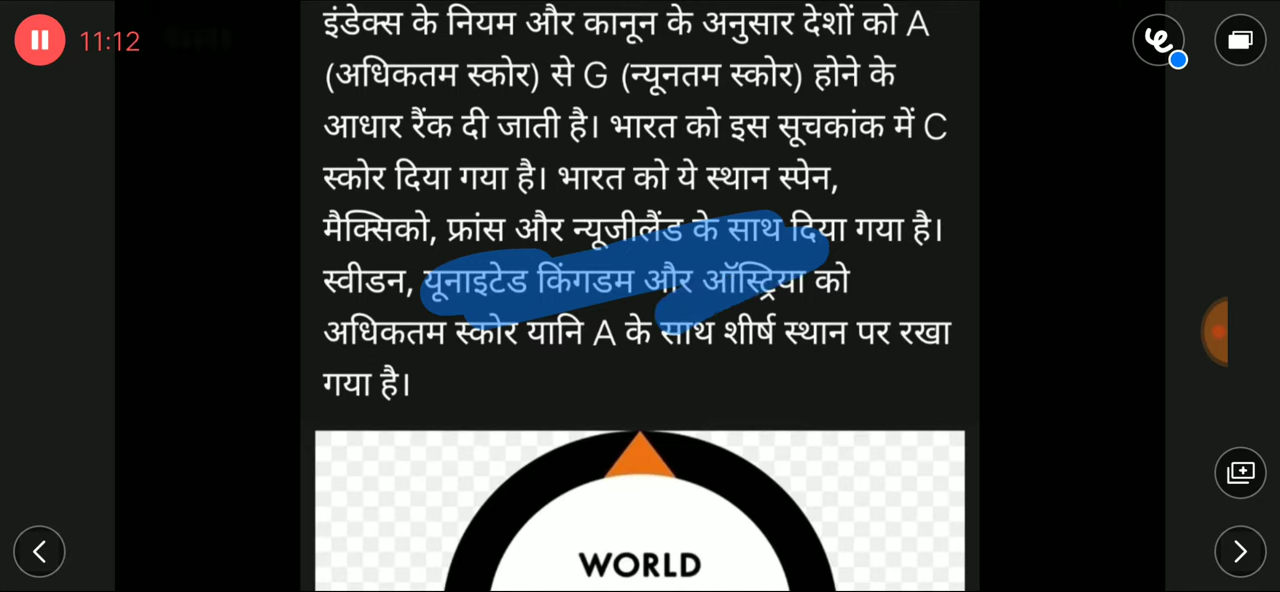 11:12
इंडेक्स के नियम और कानून के अनुसार देशों को A
(अधिकतम स्कोर) से G (न्यूनतम स्कोर) होने के
आधार रैंक दी जाती है। भारत को इस सूचकांक में C
स्कोर दिया गया है। भारत को ये स्थान स्पेन,
मैक्सिको, फ्रांस और न्यूजीलैंड के साथ दिया गया है।
स्वीडन, यूनाइटेड किंगडम और ऑस्ट्रिया को
अधिकतम स्कोर यानि A के साथ शीर्ष स्थान पर रखा
गया है।
WORLD